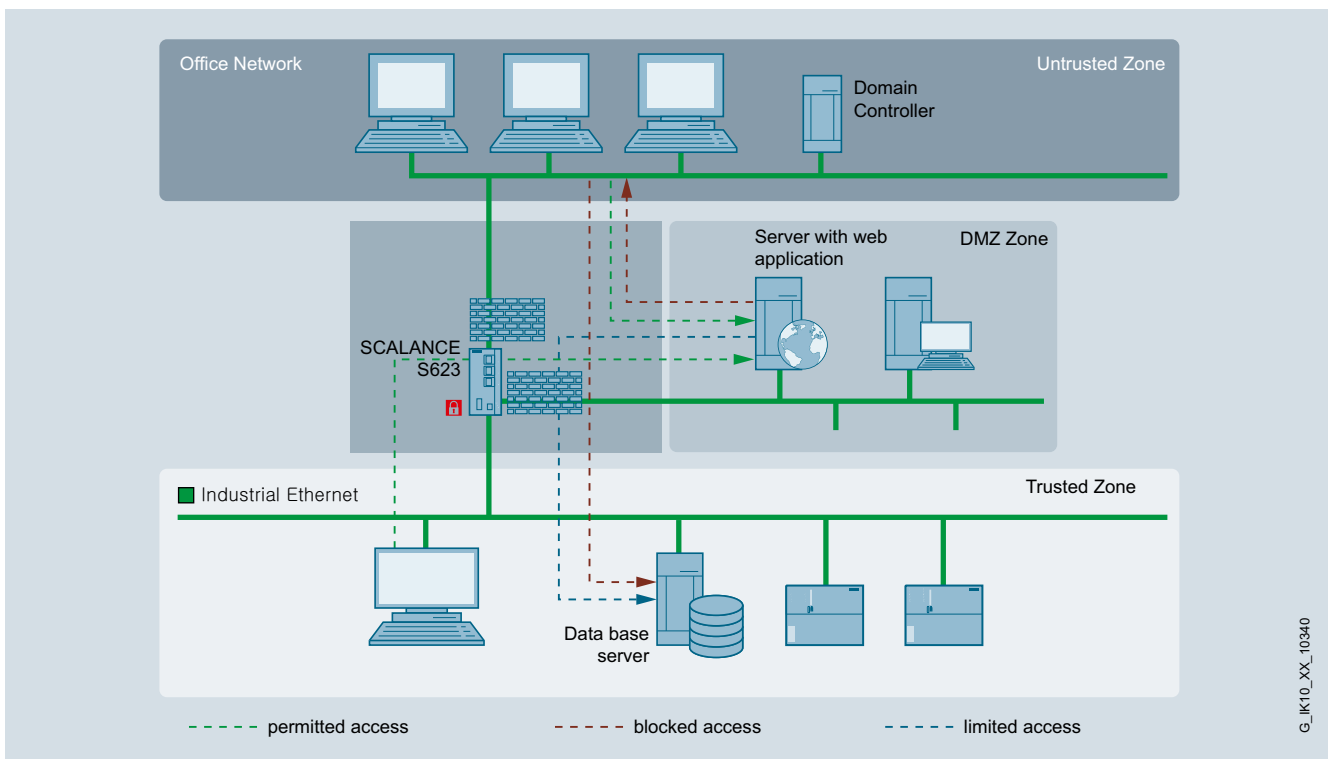 Office Network
Untrusted Zone
Domain
Controller
Server with web
application
DMZ Zone
SCALANCE
S623
Industrial Ethernet
Trusted Zone
Data base
server
permitted access
blocked access
limited access
G_IK10_XX_10340